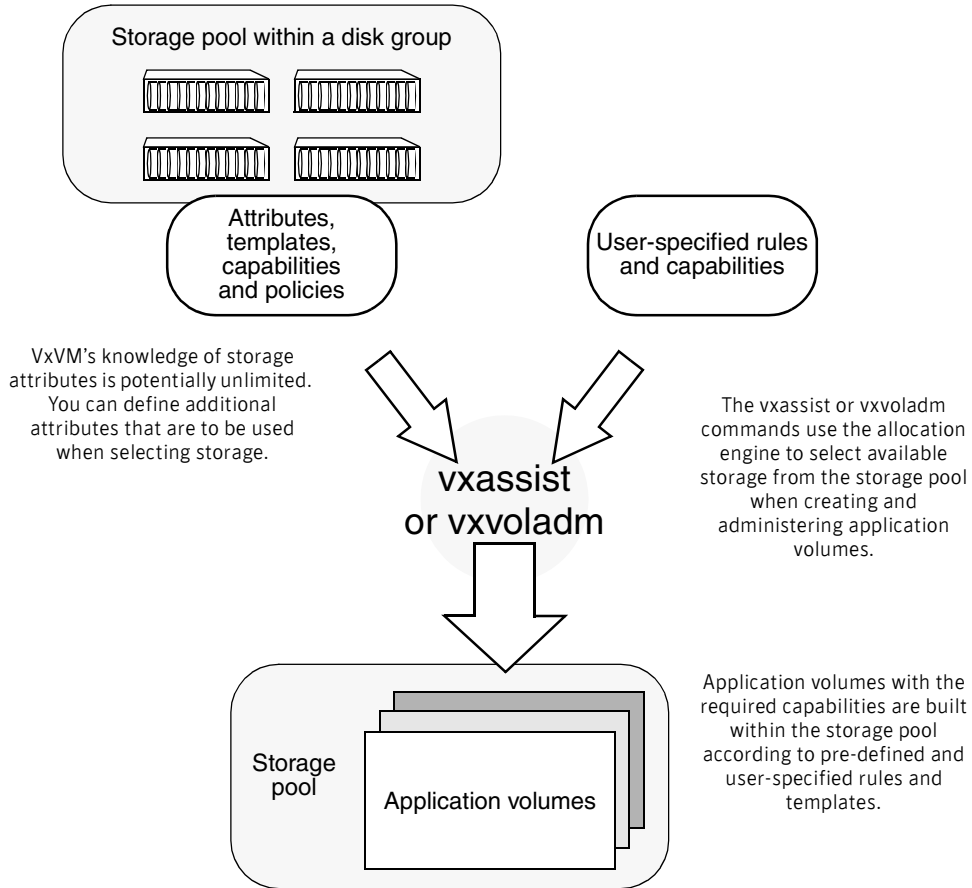 Storage pool within a disk group
Attributes,
templates,
capabilities
and policies
User-specified rules
and capabilities
VxVM's knowledge of storage
attributes is potentially unlimited.
You can define additional
attributes that are to be used
when selecting storage.
The vxassist or vxvoladm
commands use the allocation
engine to select available
storage from the storage pool
when creating and
administering application
volumes.
vxassist
or vxvoladm
Storage
pool
Application volumes
Application volumes with the
required capabilities are built
within the storage pool
according to pre-defined and
user-specified rules and
templates.